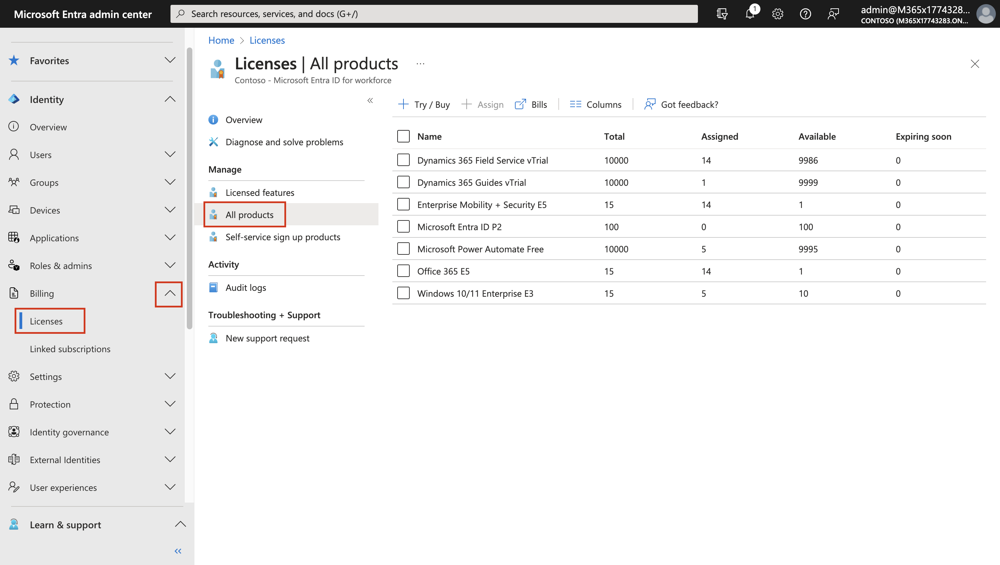 Microsoft Entra admin center
Search resources, services, and docs (G+/)
1
admin@M365x1774328...
CONTOSO (M365X17743283.ON...
Favorites
Identity
Overview
Users
Groups
Devices
Applications
Roles & admins
Billing
Licenses
Linked subscriptions
Settings
Protection
Identity governance
External Identities
User experiences
Learn & support
Home > Licenses
Licenses | All products ...
Contoso - Microsoft Entra ID for workforce
Overview
Diagnose and solve problems
Manage
Licensed features
All products
Self-service sign up products
Activity
Audit logs
Troubleshooting + Support
New support request
Try / Buy Assign Bills Columns Got feedback?
Name Total Assigned Available Expiring soon
Dynamics 365 Field Service vTrial 10000 14 9986 0
Dynamics 365 Guides vTrial 10000 1 9999 0
Enterprise Mobility + Security E5 15 14 1 0
Microsoft Entra ID P2 100 0 100 0
Microsoft Power Automate Free 10000 5 9995 0
Office 365 E5 15 14 1 0
Windows 10/11 Enterprise E3 15 5 10 0